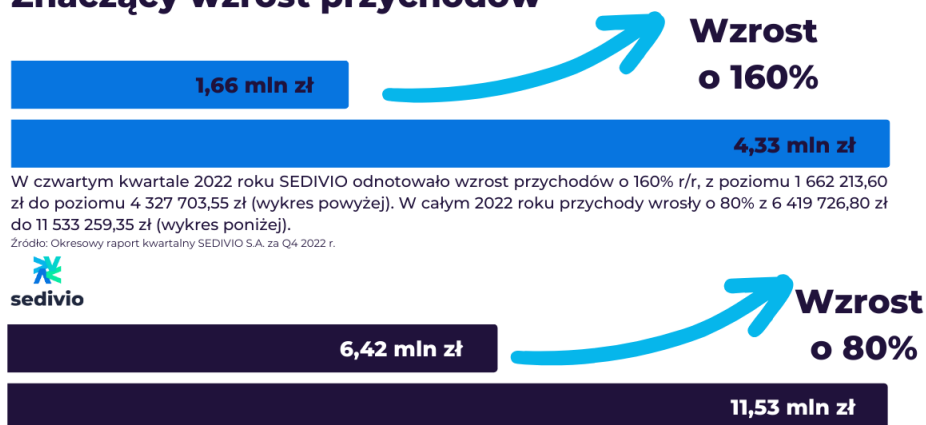 Znaczący wzrost przychodów
Wzrost
o 160%
1,66 mln zł
4,33 mln zł
W czwartym kwartale 2022 roku SEDIVIO odnotowało wzrost przychodów o 160% r/r, z poziomu 1 662 213,60
zł do poziomu 4 327 703,55 zł (wykres powyżej). W całym 2022 roku przychody wrosły o 80% z 6 419 726,80 zł
do 11 533 259,35 zł (wykres poniżej).
Źródło: Okresowy raport kwartalny SEDIVIO S.A. za Q4 2022 r.
sedivio
Wzrost
o 80%
6,42 mln zł
11,53 mln zł